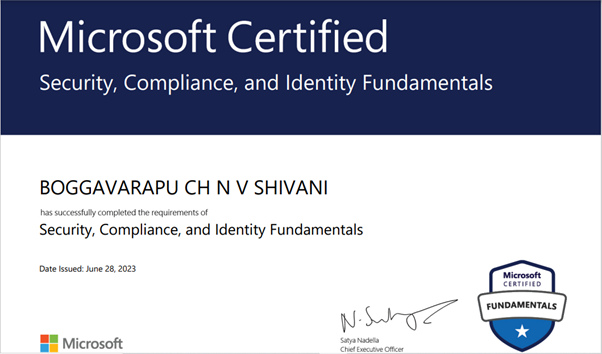 Microsoft Certified
Security, Compliance, and Identity Fundamentals
BOGGAVARAPU CH N V SHIVANI
has successfully completed the requirements of
Security, Compliance, and Identity Fundamentals
Date Issued: June 28, 2023
Microsoft
CERTIFIED
FUNDAMENTALS
Satya Nadella
Chief Executive Officer
Microsoft